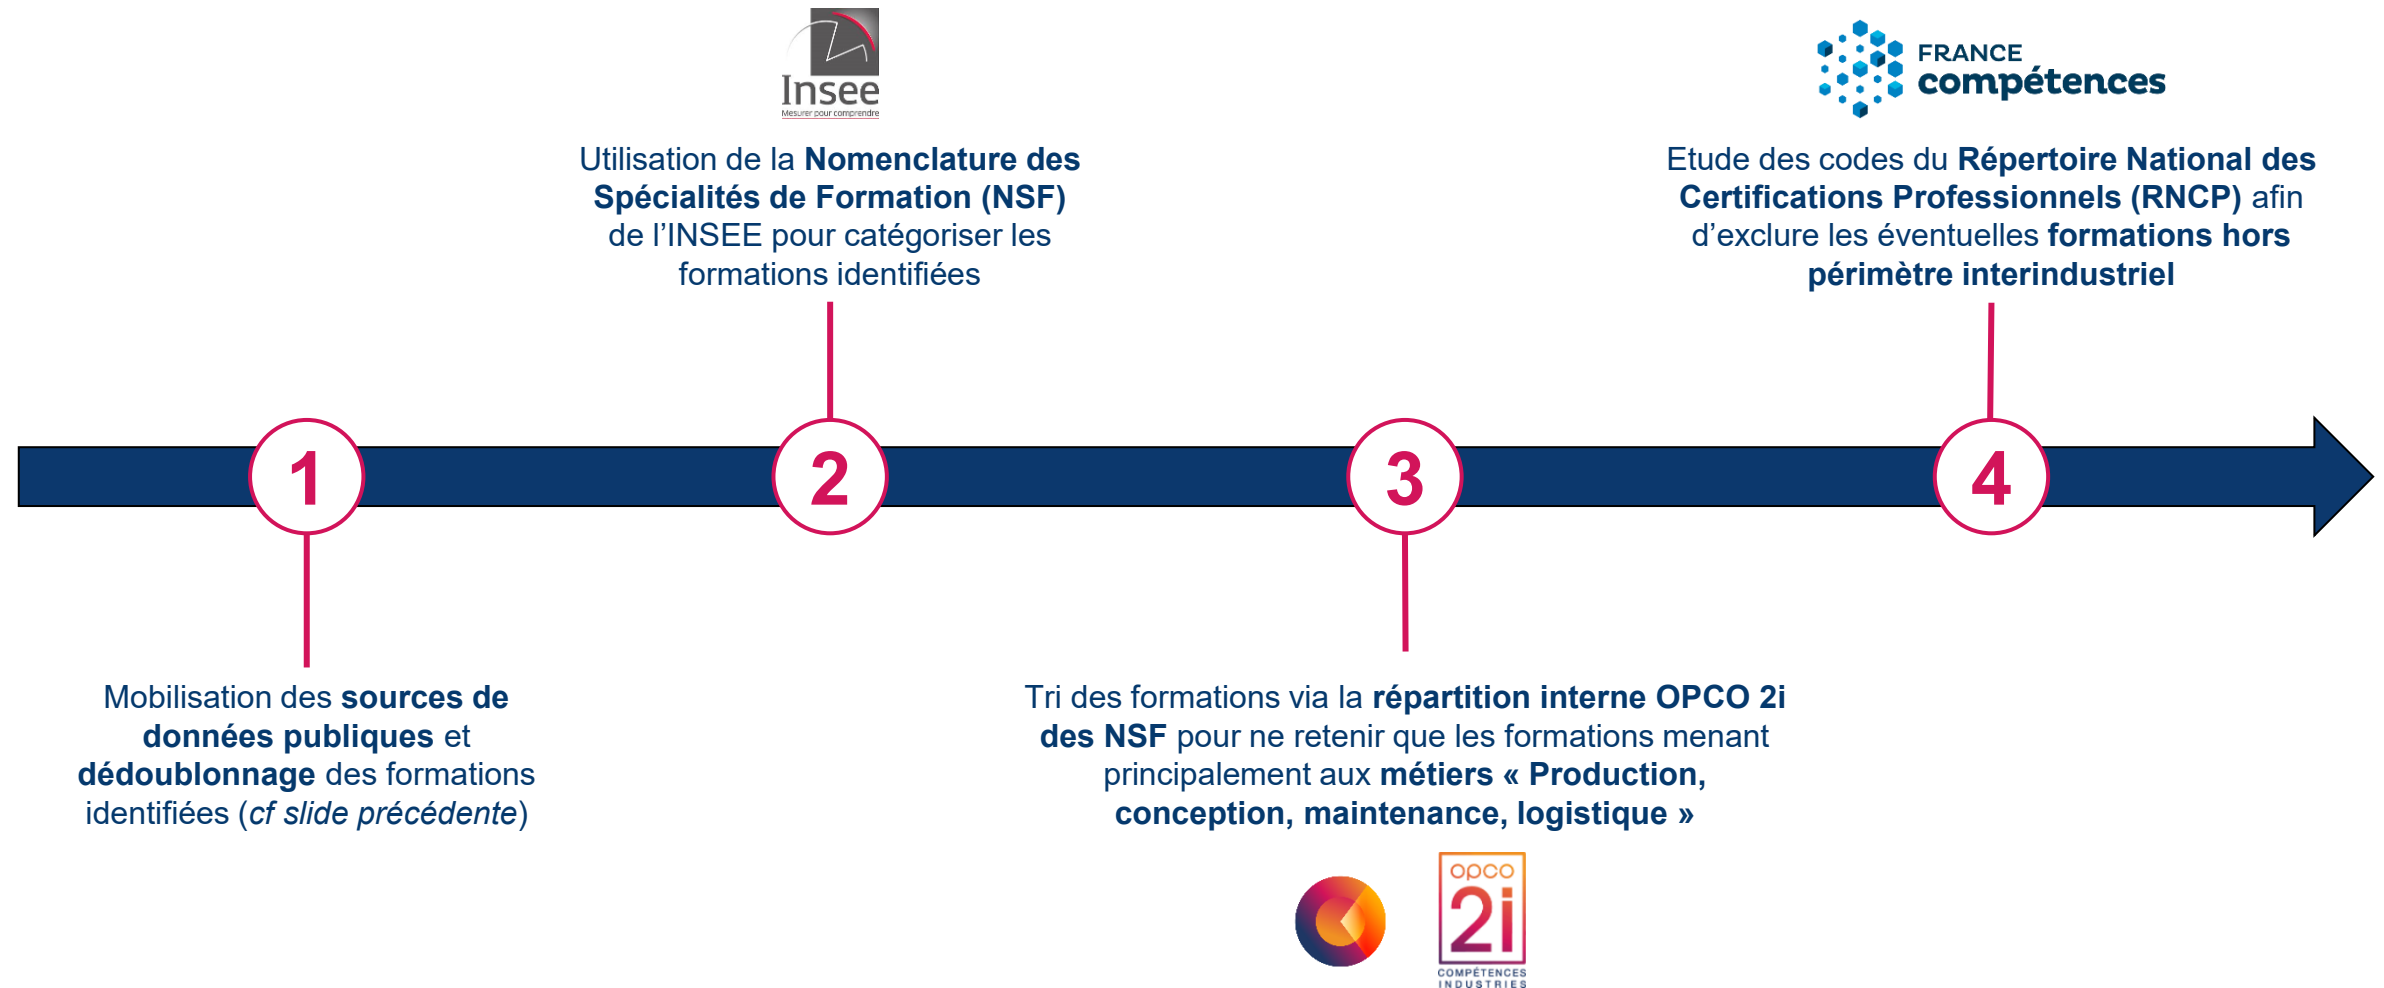 Insee
Mesurer pour comprendre
Utilisation de la Nomenclature des
Spécialités de Formation (NSF)
de l'INSEE pour catégoriser les
formations identifiées
FRANCE
compétences
Etude des codes du Répertoire National des
Certifications Professionnels (RNCP) afin
d'exclure les éventuelles formations hors
périmètre interindustriel
1
2
3
4
Mobilisation des sources de
données publiques et
dédoublonnage des formations
identifiées (cf slide précédente)
Tri des formations via la répartition interne OPCO 2i
des NSF pour ne retenir que les formations menant
principalement aux métiers « Production,
conception, maintenance, logistique »
opco
2i
COMPÉTENCES
INDUSTRIES